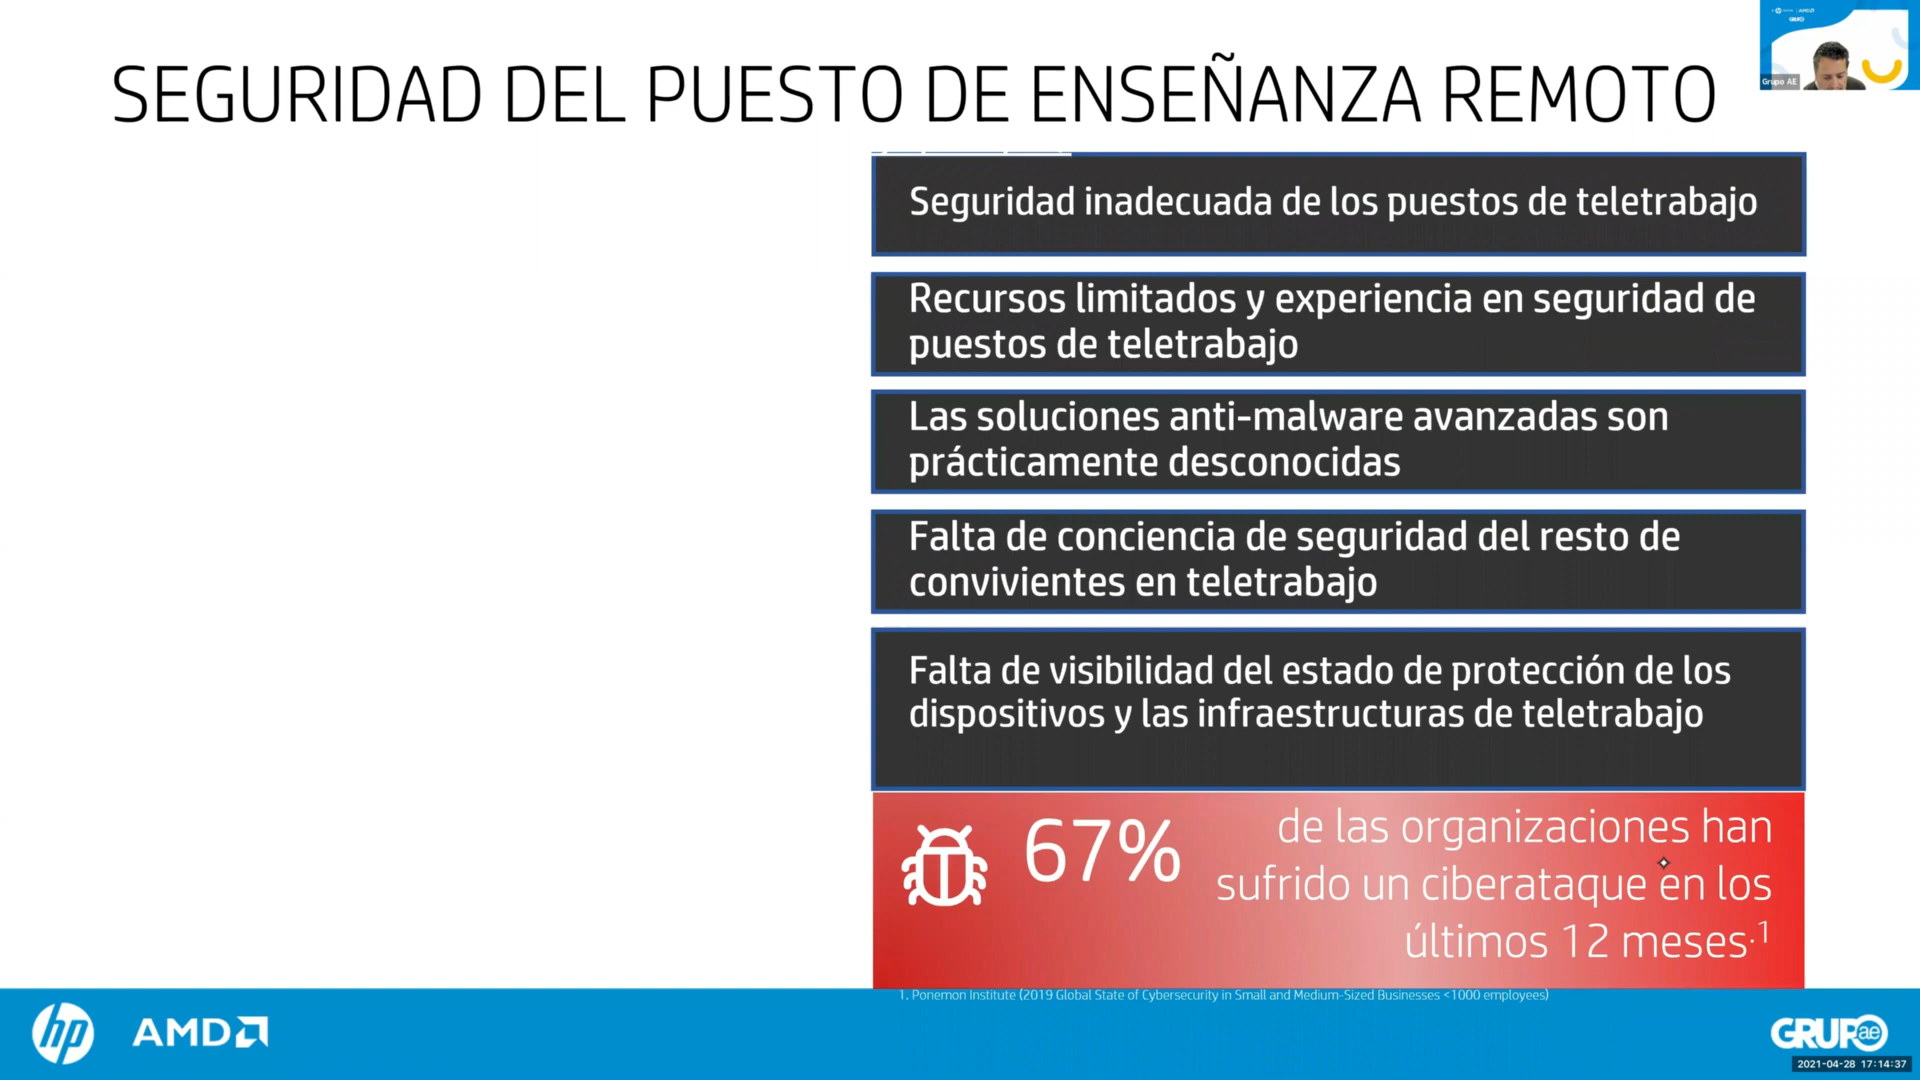 SEGURIDAD DEL PUESTO DE ENSEÑANZA REMOTO
Grupo AE
Seguridad inadecuada de los puestos de teletrabajo
Recursos limitados y experiencia en seguridad de
puestos de teletrabajo
Las soluciones anti-malware avanzadas son
prácticamente desconocidas
Falta de conciencia de seguridad del resto de
convivientes en teletrabajo
Falta de visibilidad del estado de protección de los
dispositivos y las infraestructuras de teletrabajo
67%
de las organizaciones han
sufrido un ciberataque en los
últimos 12 meses.1
1. Ponemon Institute (2019 Global State of Cybersecurity in Small and Medium-Sized Businesses <1000 employees)
hp
AMD
GRUPO ae
2021-04-28 17:14:37